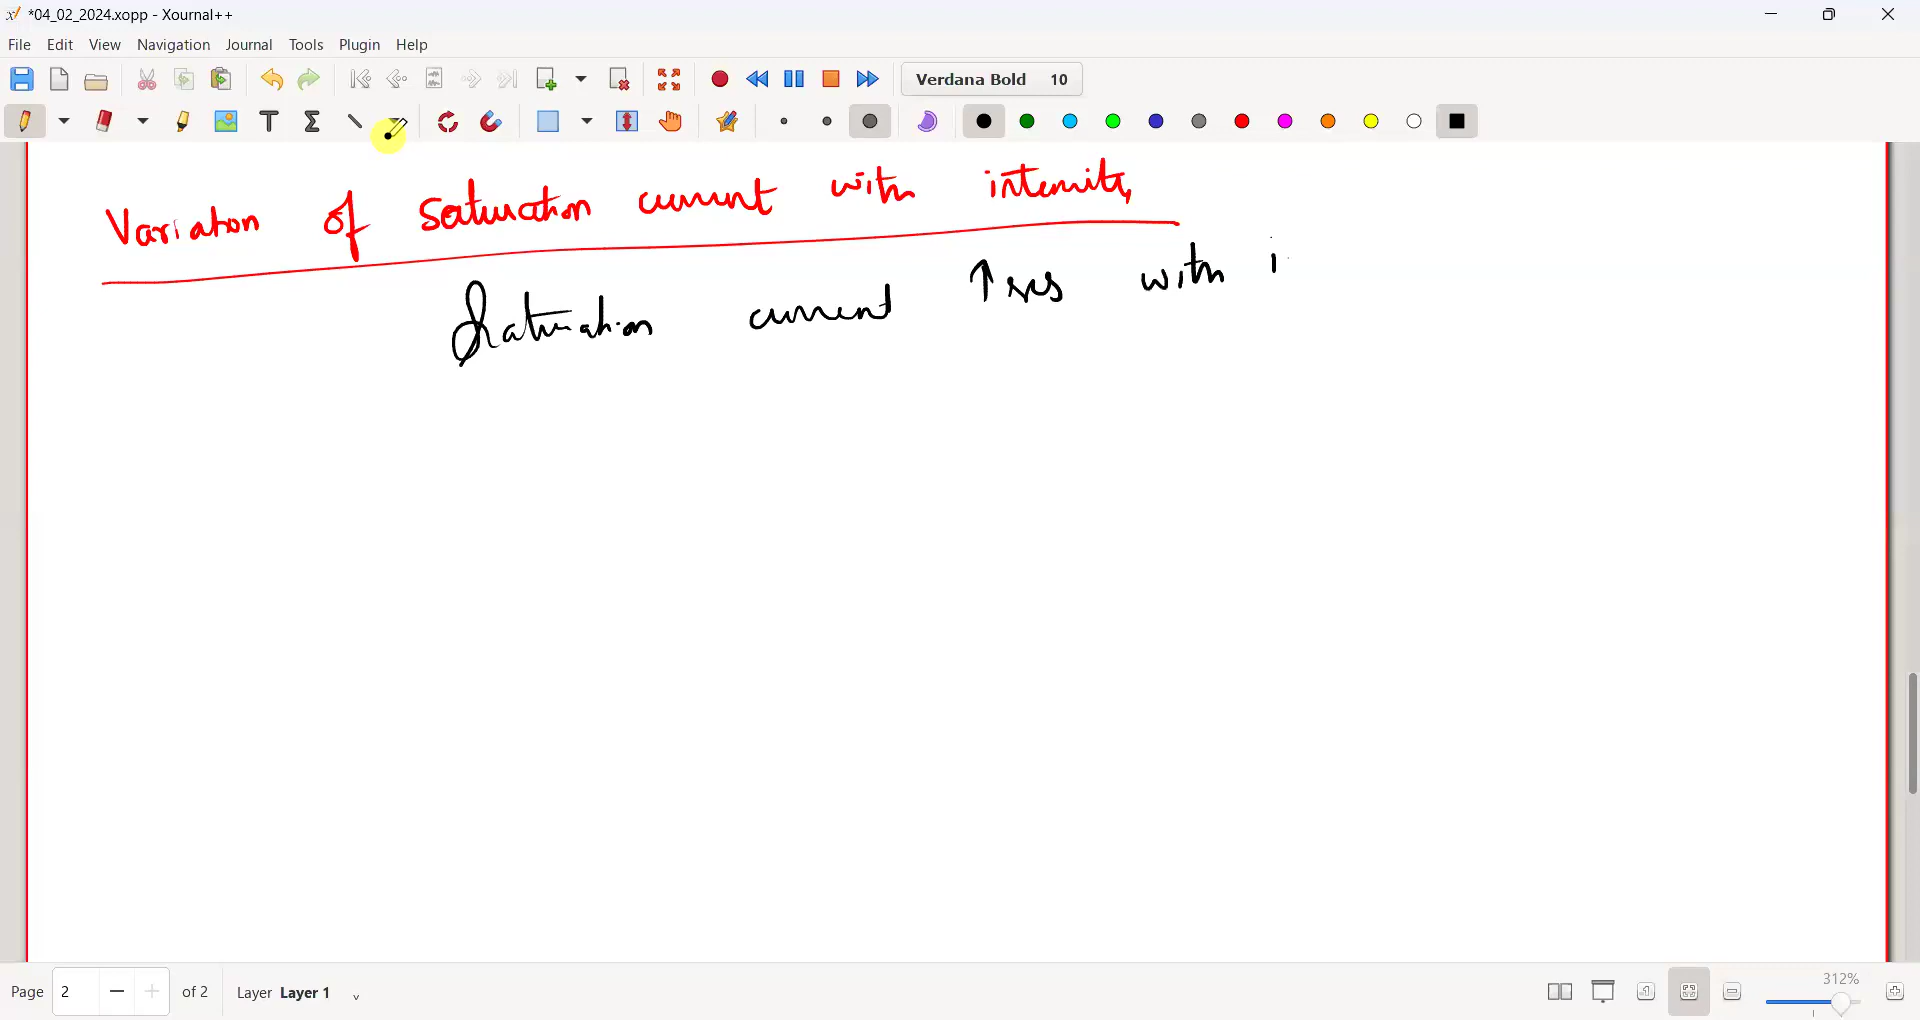 *04_02_2024.xopp - Xournal++
File Edit View Navigation Journal Tools Plugin Help
Verdana Bold 10
Variation of saturation current with intensity
Saturation current ↑ses with i
Page 2 of 2 Layer Layer 1 312%